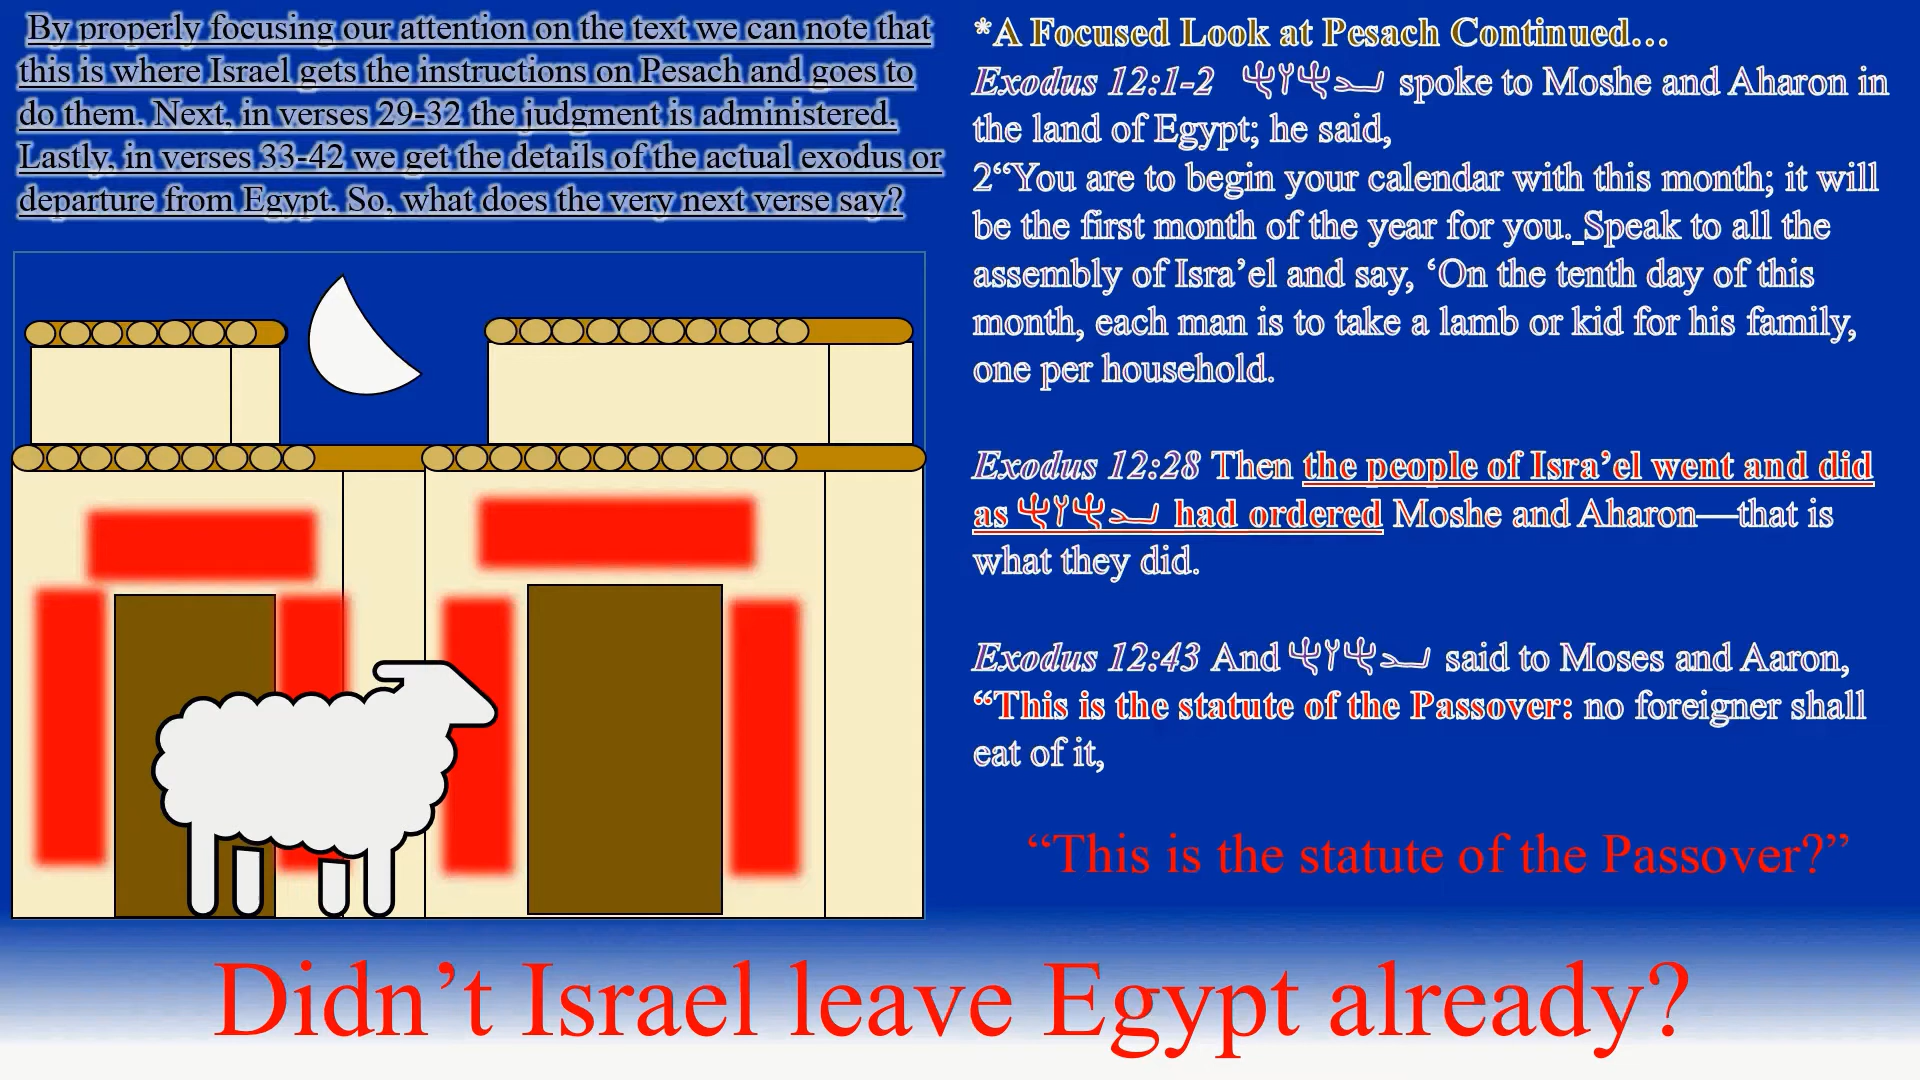 By properly focusing our attention on the text we can note that
this is where Israel gets the instructions on Pesach and goes to
do them. Next, in verses 29-32 the judgment is administered.
Lastly, in verses 33-42 we get the details of the actual exodus or
departure from Egypt. So, what does the very next verse say?
*A Focused Look at Pesach Continued…
Exodus 12:1-2 𐤉𐤄𐤅𐤄 spoke to Moshe and Aharon in
the land of Egypt; he said,
2“You are to begin your calendar with this month; it will
be the first month of the year for you. Speak to all the
assembly of Isra’el and say, ‘On the tenth day of this
month, each man is to take a lamb or kid for his family,
one per household.
Exodus 12:28 Then the people of Isra’el went and did
as 𐤉𐤄𐤅𐤄 had ordered Moshe and Aharon—that is
what they did.
Exodus 12:43 And 𐤉𐤄𐤅𐤄 said to Moses and Aaron,
“This is the statute of the Passover: no foreigner shall
eat of it,
“This is the statute of the Passover?”
Didn’t Israel leave Egypt already?